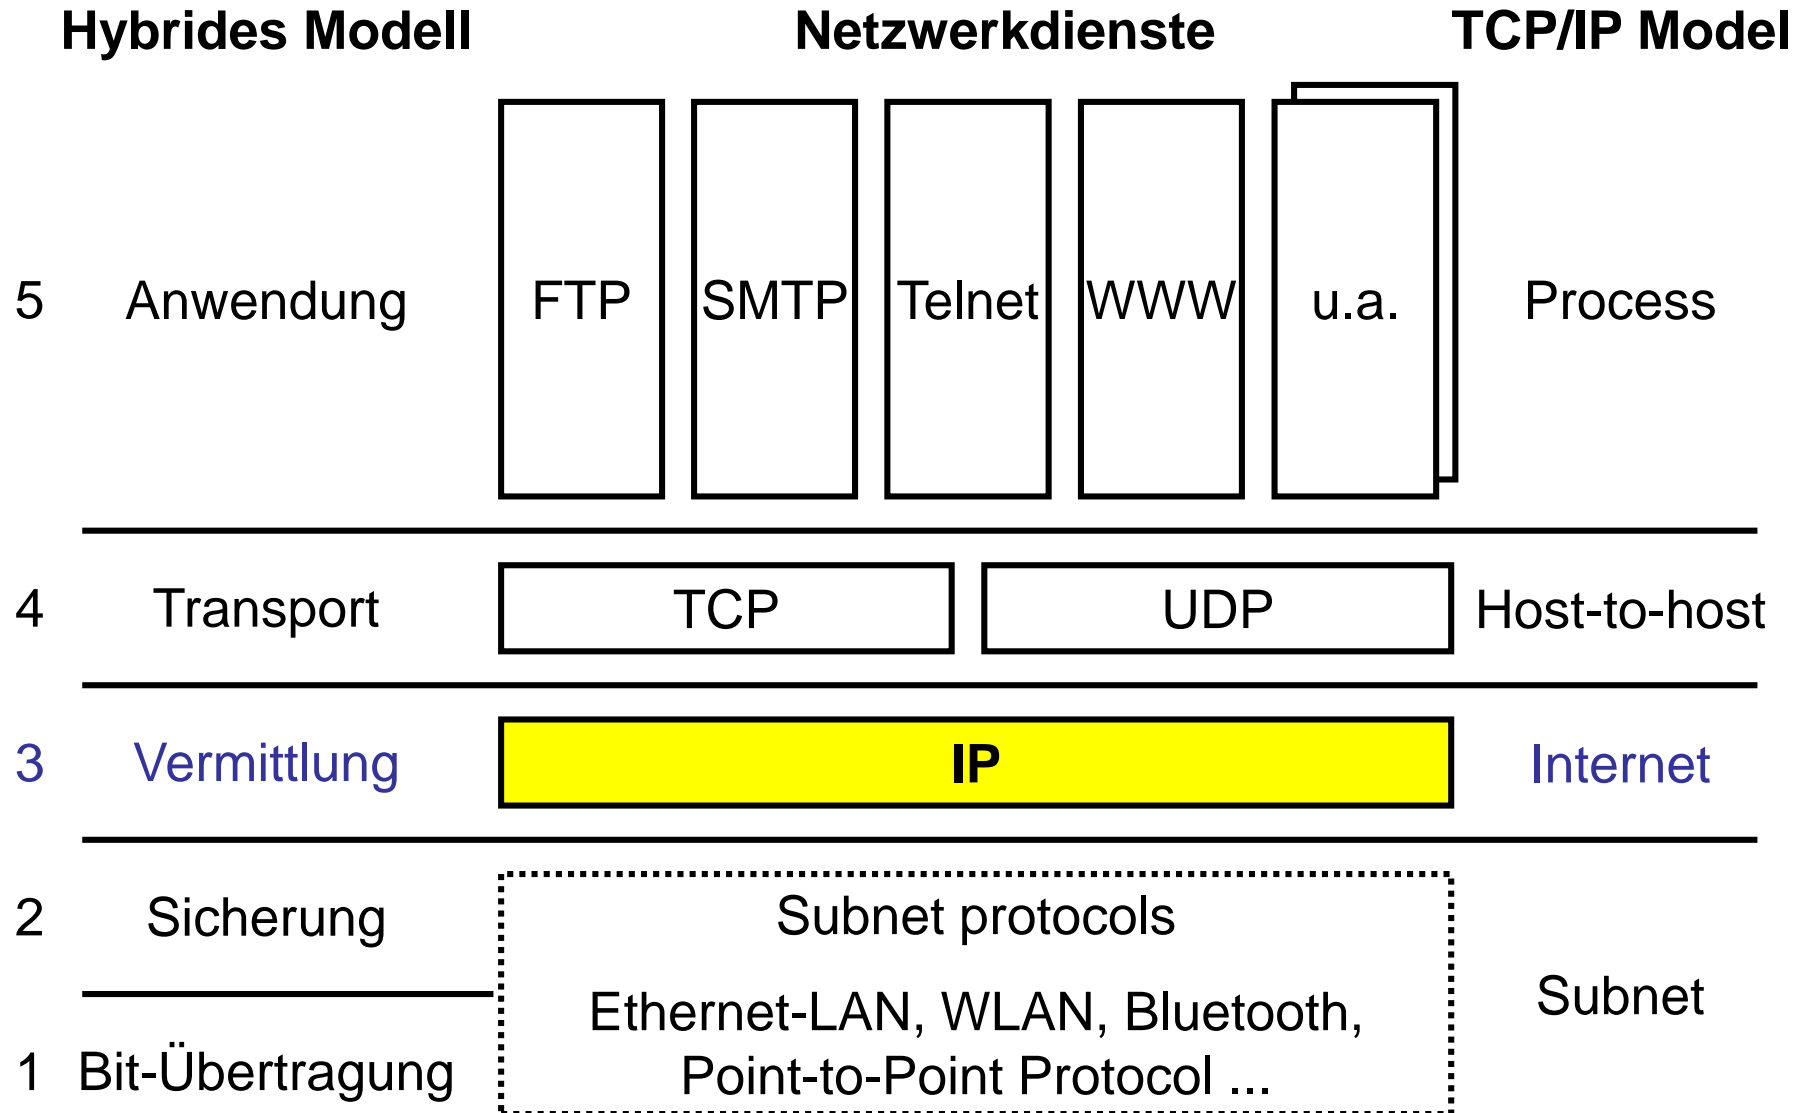 Hybrides Modell Netzwerkdienste TCP/IP Model
5 Anwendung FTP SMTP Telnet WWW u.a. Process
4 Transport TCP UDP Host-to-host
3 Vermittlung IP Internet
2 Sicherung Subnet protocols
Subnet
Ethernet-LAN, WLAN, Bluetooth,
1 Bit-Übertragung Point-to-Point Protocol ...